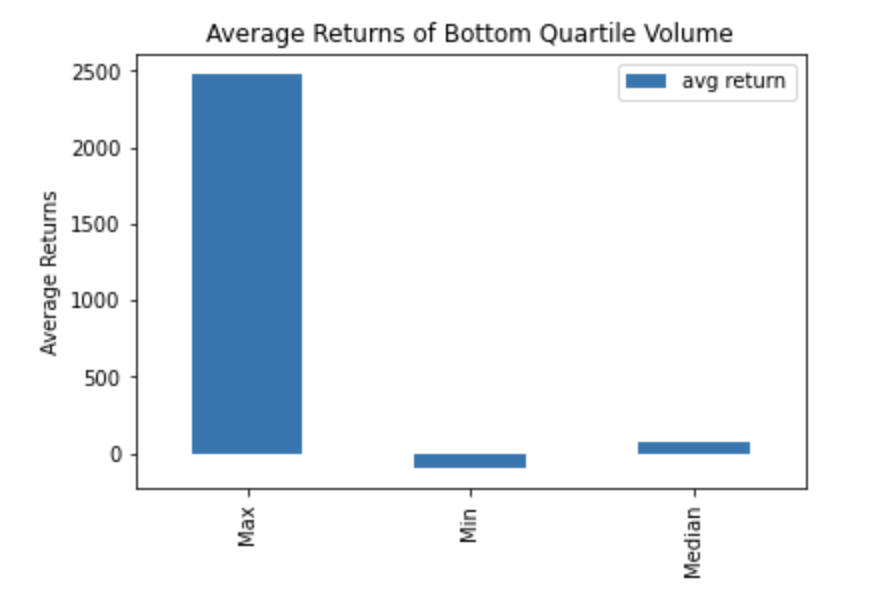 Average Returns of Bottom Quartile Volume
avg return
Average Returns
2500
2000
1500
1000
500
0
Max
Min
Median